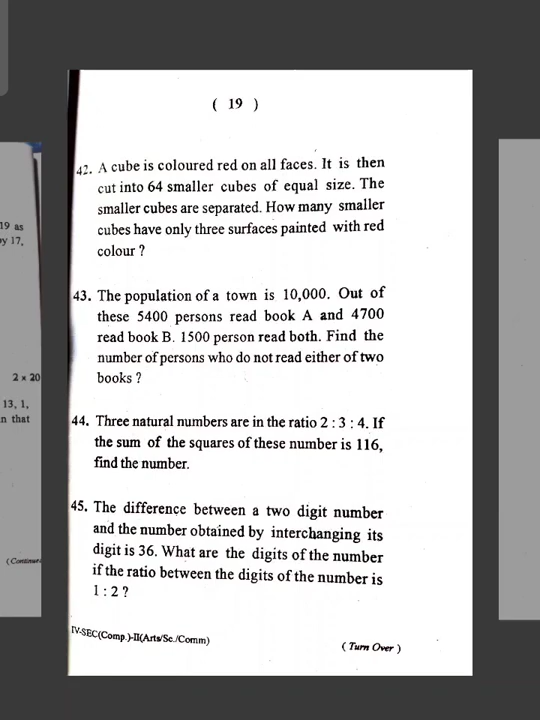 ( 19 )
42. A cube is coloured red on all faces. It is then
cut into 64 smaller cubes of equal size. The
smaller cubes are separated. How many smaller
cubes have only three surfaces painted with red
colour ?
43. The population of a town is 10,000. Out of
these 5400 persons read book A and 4700
read book B. 1500 person read both. Find the
number of persons who do not read either of two
books ?
44. Three natural numbers are in the ratio 2 : 3 : 4. If
the sum of the squares of these number is 116,
find the number.
45. The difference between a two digit number
and the number obtained by interchanging its
digit is 36. What are the digits of the number
if the ratio between the digits of the number is
1 : 2 ?
IV-SEC(Comp.)-II(Arts/Sc./Comm)
( Turn Over )
19 as
by 17,
2 × 20
13, 1,
n that